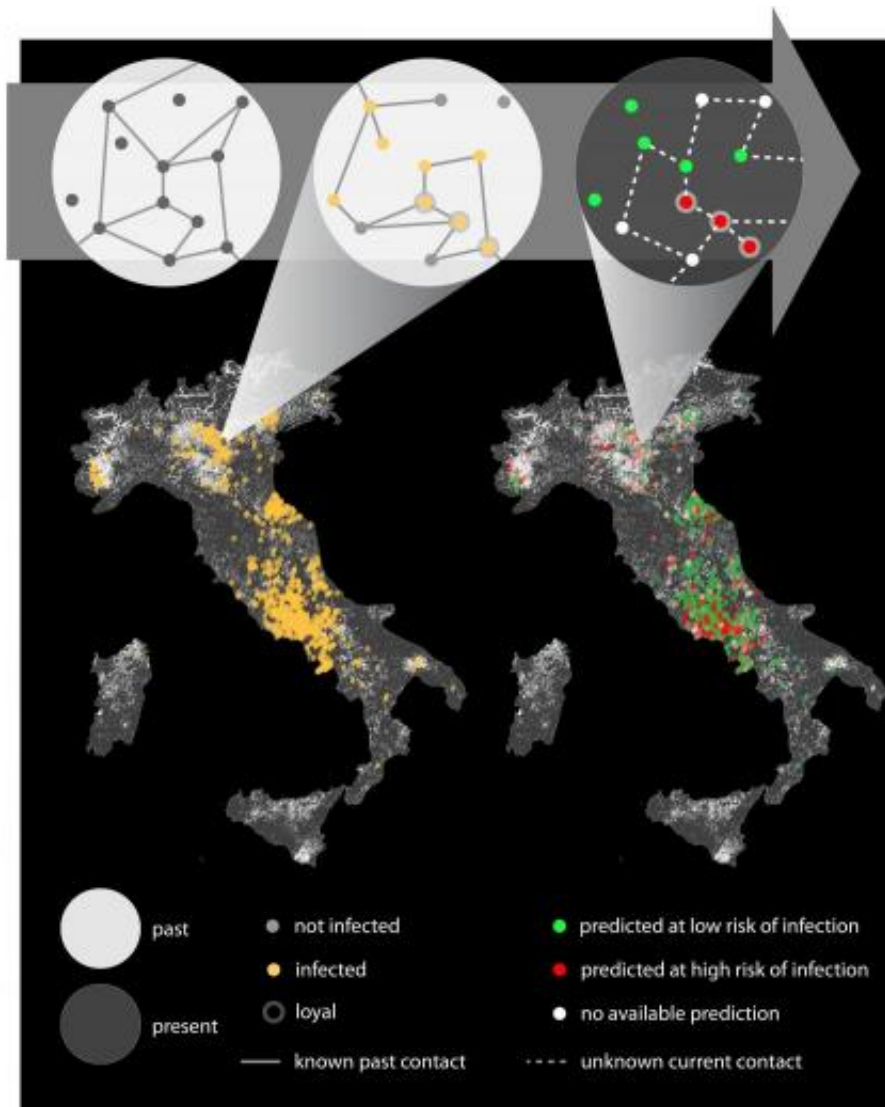 past
present
not infected
infected
loyal
known past contact
predicted at low risk of infection
predicted at high risk of infection
no available prediction
unknown current contact